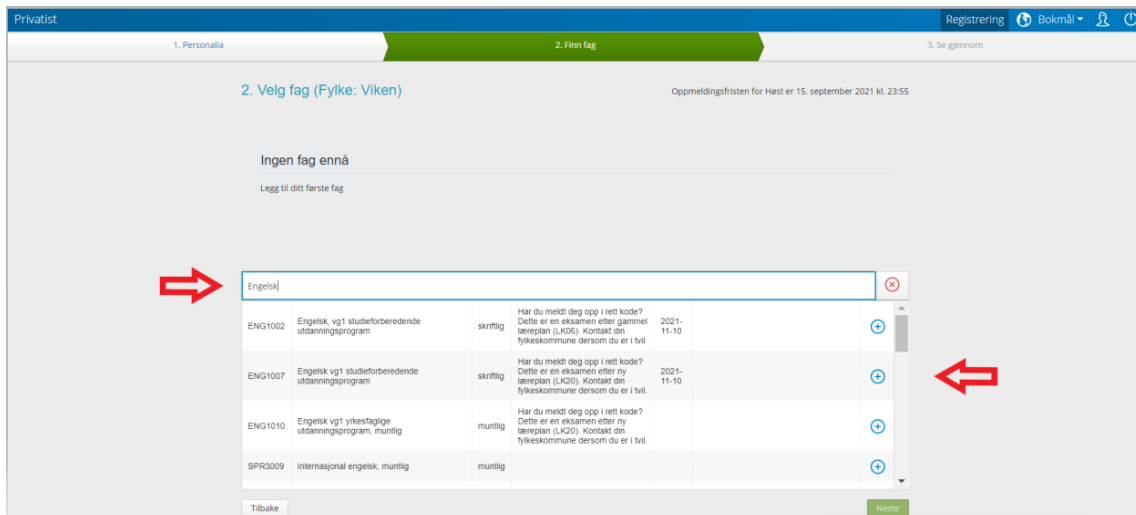 Privatist
Registrering Bokmål
1. Personalia
2. Finn fag
3. Se gjennom
2. Velg fag (Fylke: Viken)
Oppmeldingsfristen for Høst er 15. september 2021 kl. 23:55
Ingen fag ennå
Legg til ditt første fag
Engelsk
ENG1002
Engelsk, vg1 studieforberedende
utdanningsprogram
skriftlig
Har du meldt deg opp i rett kode?
Dette er en eksamen etter gammel
læreplan (LK06). Kontakt din
fylkeskommune dersom du er i tvil
2021-
11-10
ENG1007
Engelsk vg1 studieforberedende
utdanningsprogram
skriftlig
Har du meldt deg opp i rett kode?
Dette er en eksamen etter ny
læreplan (LK20). Kontakt din
fylkeskommune dersom du er i tvil.
2021-
11-10
ENG1010
Engelsk vg1 yrkesfaglige
utdanningsprogram, muntlig
muntlig
Har du meldt deg opp i rett kode?
Dette er en eksamen etter ny
læreplan (LK20). Kontakt din
fylkeskommune dersom du er i tvil.
SPR3009
Internasjonal engelsk, muntlig
muntlig
Tilbake
Neste